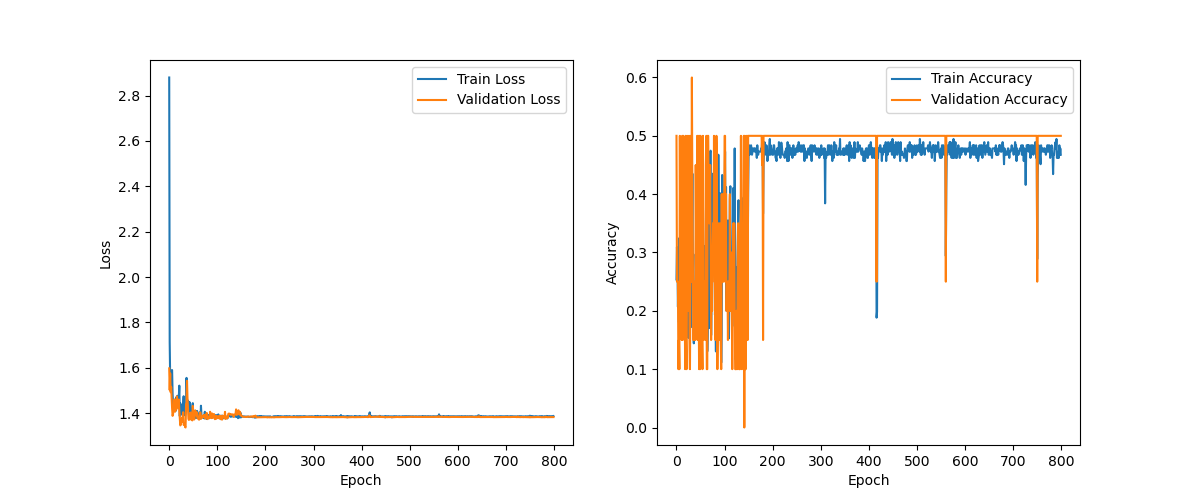 Train Loss
Validation Loss
2.8
2.6
2.4
2.2
2.0
1.8
1.6
1.4
Loss
0 100 200 300 400 500 600 700 800
Epoch
Train Accuracy
Validation Accuracy
0.6
0.5
0.4
0.3
0.2
0.1
0.0
Accuracy
0 100 200 300 400 500 600 700 800
Epoch